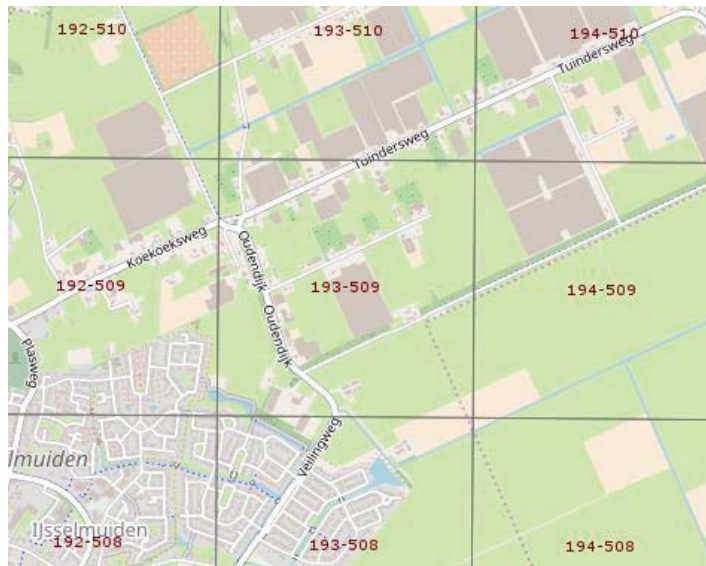 192-510
193-510
194-510
Tuindersweg
Tuindersweg
Koekoeksweg
Oudendijk
192-509
193-509
194-509
Oudendijk
Plasweg
Veilingweg
lmuiden
IJsselmuiden
192-508
193-508
194-508